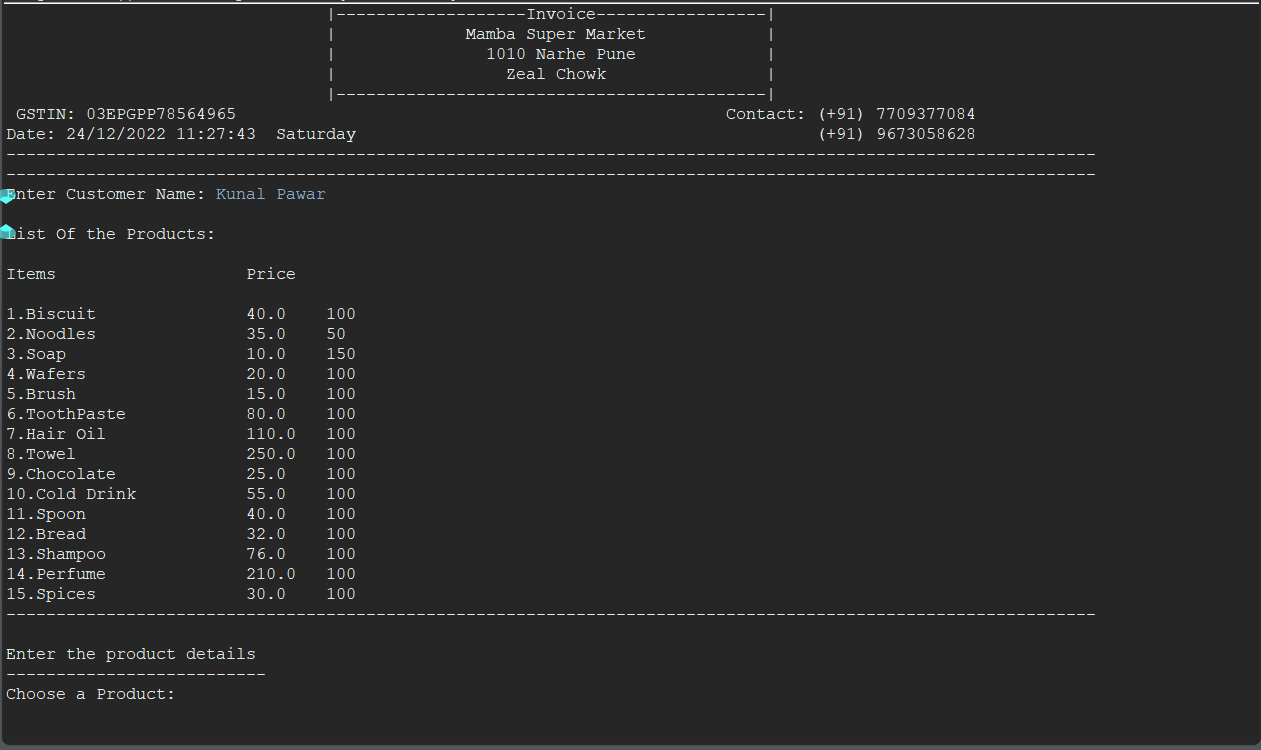 |-------------------Invoice-----------------|
| Mamba Super Market |
| 1010 Narhe Pune |
| Zeal Chowk |
|-------------------------------------------|
GSTIN: 03EPGPP78564965 Contact: (+91) 7709377084
Date: 24/12/2022 11:27:43 Saturday (+91) 9673058628
-------------------------------------------------------------------------------------------------------------
-------------------------------------------------------------------------------------------------------------
Enter Customer Name: Kunal Pawar
List Of the Products:
Items Price
1.Biscuit 40.0 100
2.Noodles 35.0 50
3.Soap 10.0 150
4.Wafers 20.0 100
5.Brush 15.0 100
6.ToothPaste 80.0 100
7.Hair Oil 110.0 100
8.Towel 250.0 100
9.Chocolate 25.0 100
10.Cold Drink 55.0 100
11.Spoon 40.0 100
12.Bread 32.0 100
13.Shampoo 76.0 100
14.Perfume 210.0 100
15.Spices 30.0 100
-------------------------------------------------------------------------------------------------------------
Enter the product details
--------------------------
Choose a Product: